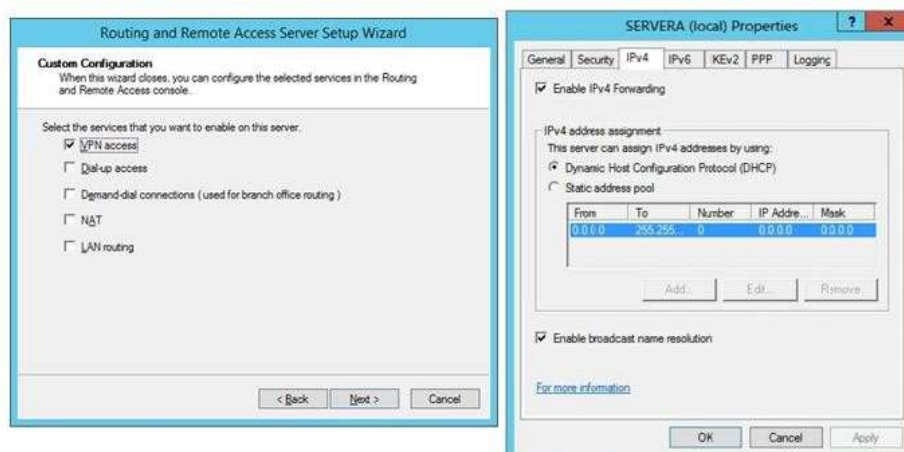 Routing and Remote Access Server Setup Wizard
Custom Configuration
When this wizard closes, you can configure the selected services in the Routing
and Remote Access console.
Select the services that you want to enable on this server.
VPN access
Dial-up access
Demand-dial connections ( used for branch office routing )
NAT
LAN routing
< Back
Next >
Cancel
SERVERA (local) Properties
?
x
General
Security
IPv4
IPv6
KEv2
PPP
Logging
Enable IPv4 Forwarding
IPv4 address assignment
This server can assign IPv4 addresses by using:
Dynamic Host Configuration Protocol (DHCP)
Static address pool
From To Number IP Addre... Mask
0.0.0.0 255.255... 0 0.0.0.0 0.0.0.0
Add...
Edit...
Remove
Enable broadcast name resolution
For more information
OK
Cancel
Apply